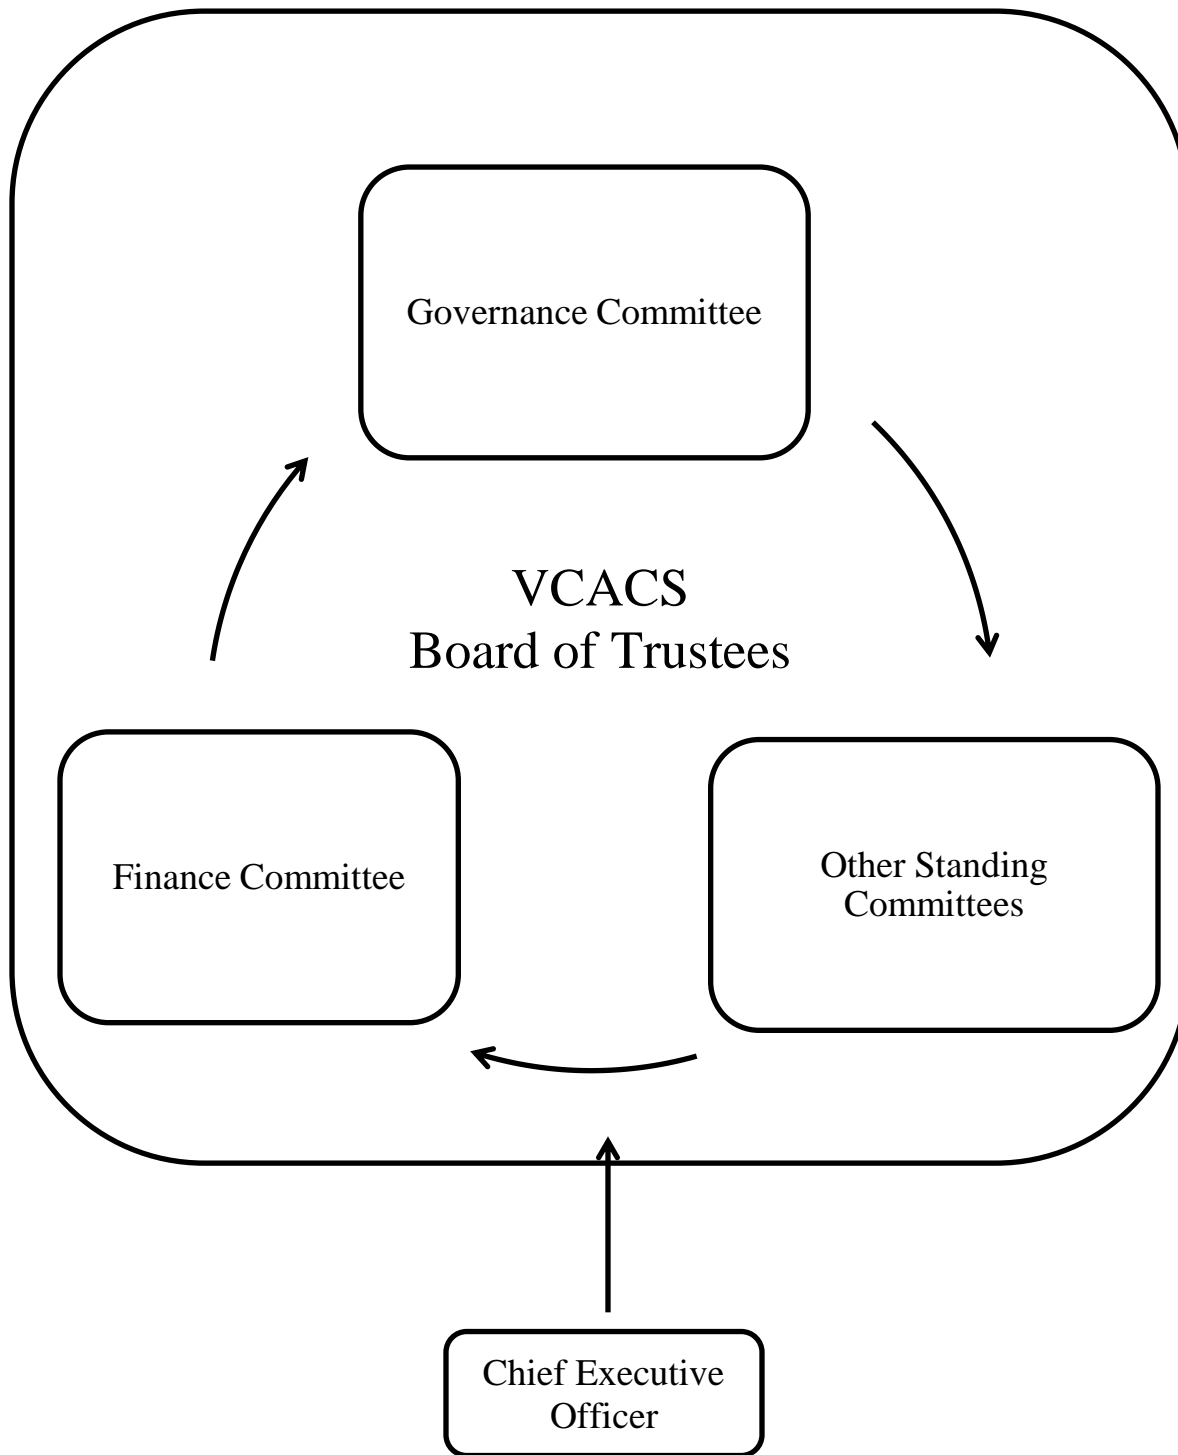 Governance Committee
VCACS
Board of Trustees
Finance Committee
Other Standing
Committees
Chief Executive
Officer